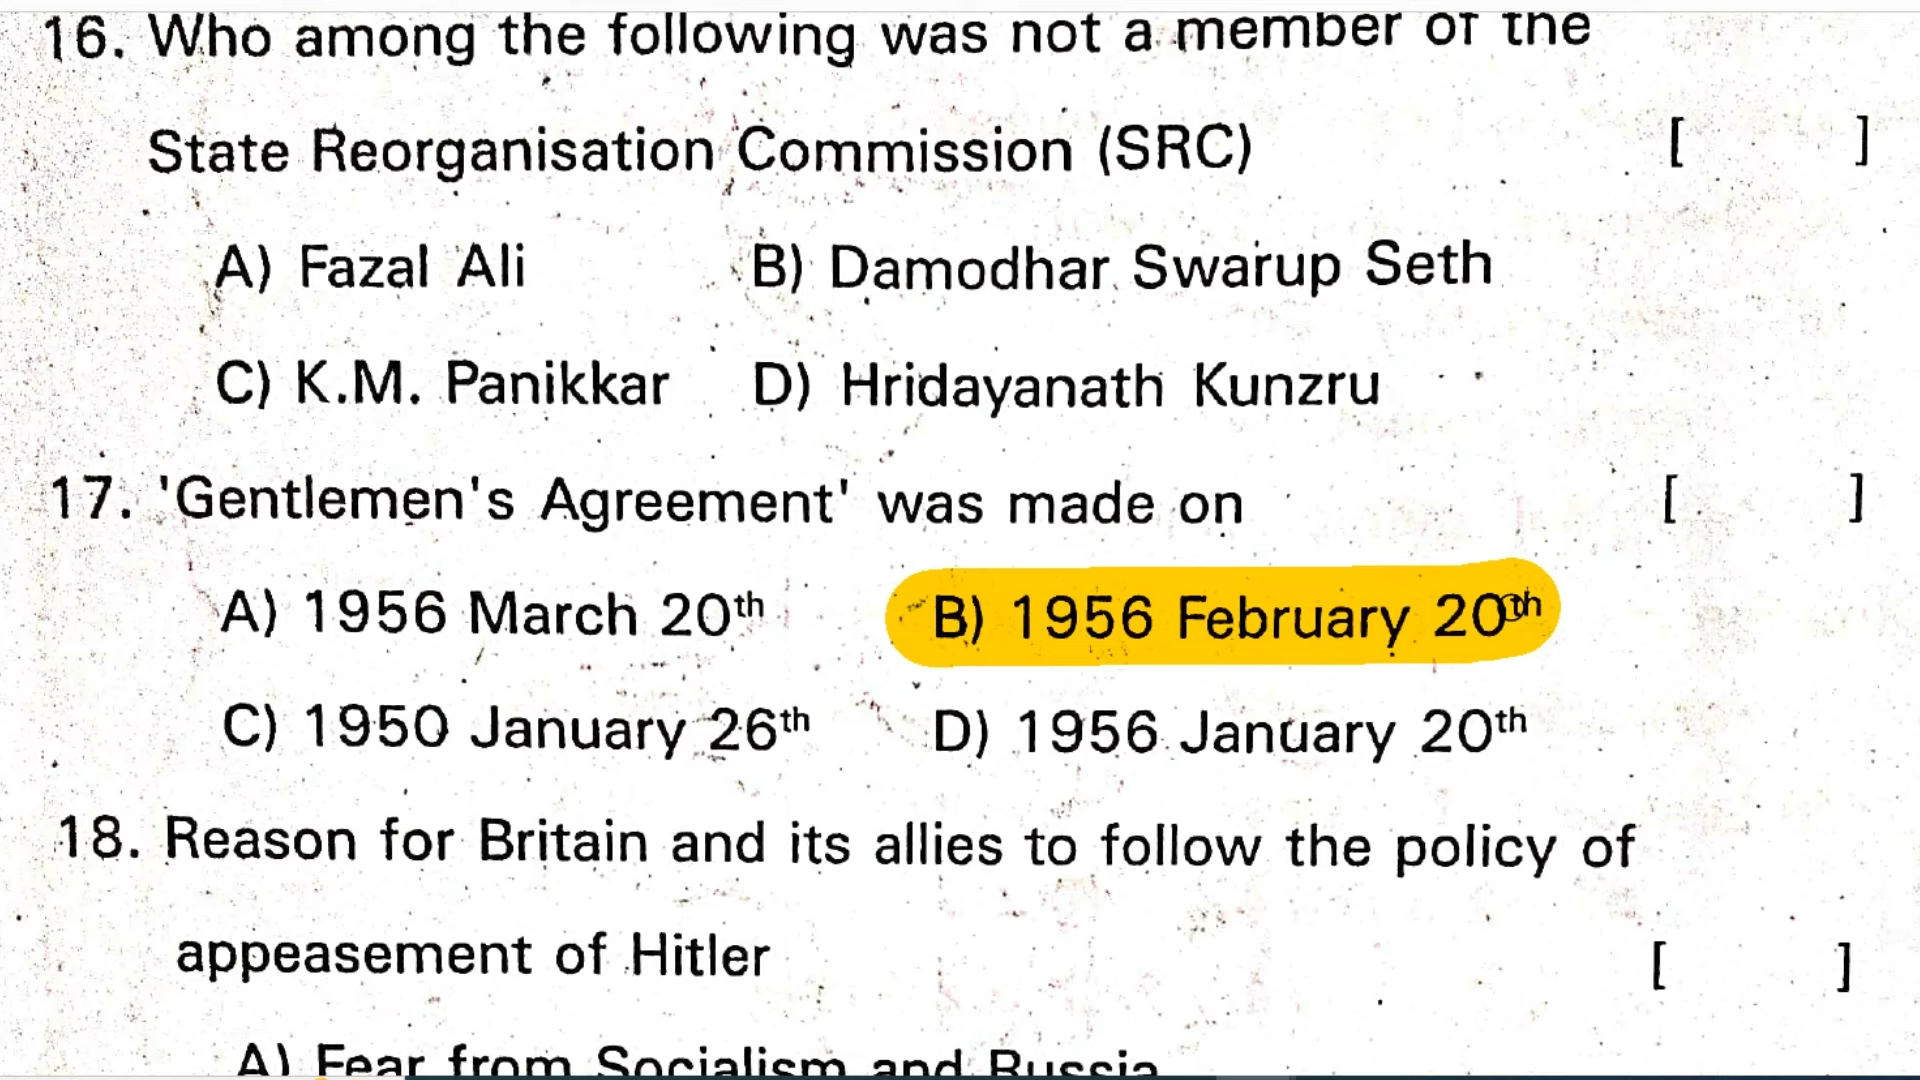 16. Who among the following was not a member of the
State Reorganisation Commission (SRC) [ ]
A) Fazal Ali B) Damodhar Swarup Seth
C) K.M. Panikkar D) Hridayanath Kunzru
17. 'Gentlemen's Agreement' was made on [ ]
A) 1956 March 20th B) 1956 February 20th
C) 1950 January 26th D) 1956 January 20th
18. Reason for Britain and its allies to follow the policy of
appeasement of Hitler [ ]
A) Fear from Socialism and Russia